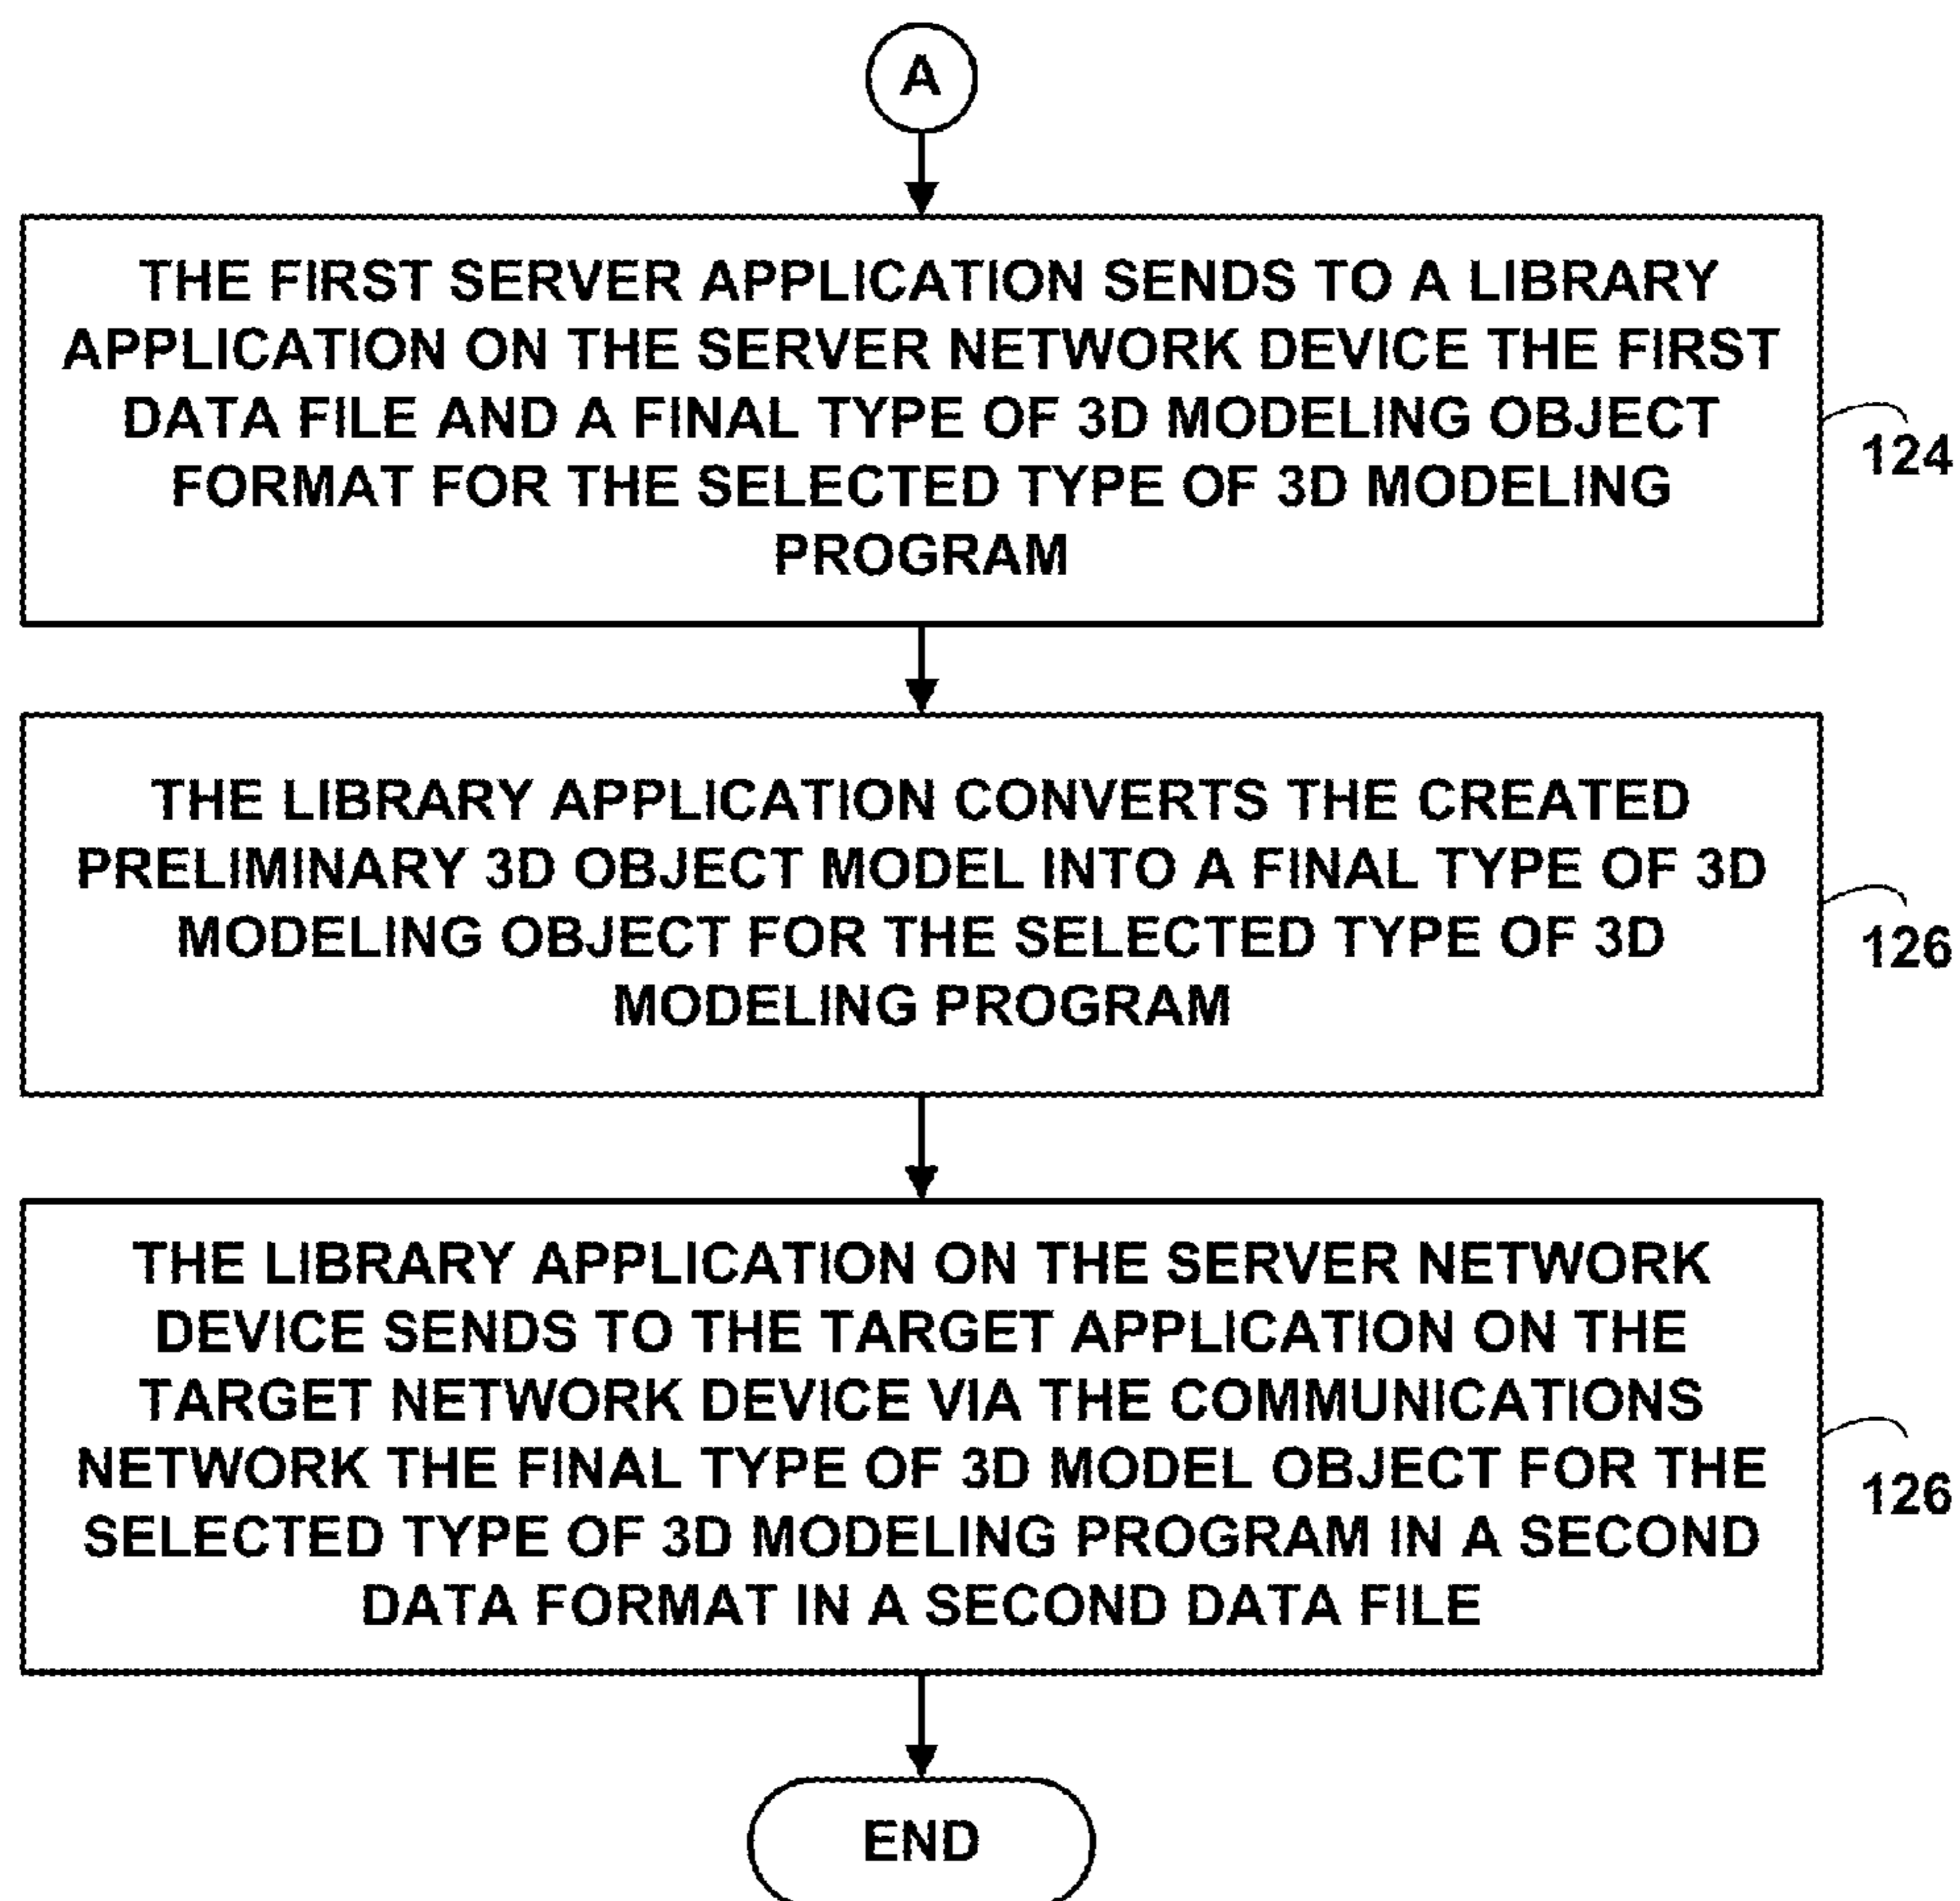 A
THE FIRST SERVER APPLICATION SENDS TO A LIBRARY
APPLICATION ON THE SERVER NETWORK DEVICE THE FIRST
DATA FILE AND A FINAL TYPE OF 3D MODELING OBJECT
FORMAT FOR THE SELECTED TYPE OF 3D MODELING
PROGRAM
124
THE LIBRARY APPLICATION CONVERTS THE CREATED
PRELIMINARY 3D OBJECT MODEL INTO A FINAL TYPE OF 3D
MODELING OBJECT FOR THE SELECTED TYPE OF 3D
MODELING PROGRAM
126
THE LIBRARY APPLICATION ON THE SERVER NETWORK
DEVICE SENDS TO THE TARGET APPLICATION ON THE
TARGET NETWORK DEVICE VIA THE COMMUNICATIONS
NETWORK THE FINAL TYPE OF 3D MODEL OBJECT FOR THE
SELECTED TYPE OF 3D MODELING PROGRAM IN A SECOND
DATA FORMAT IN A SECOND DATA FILE
126
END